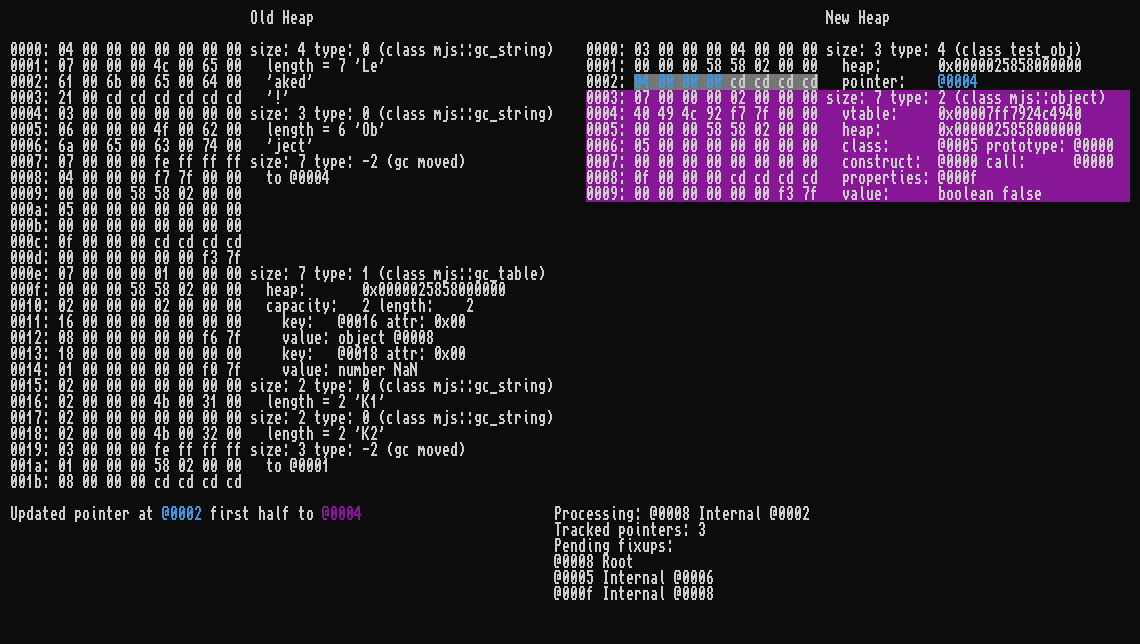 Old Heap
0000: 04 00 00 00 00 00 00 00 size: 4 type: 0 (class mjs::gc_string)
0001: 07 00 00 00 4c 00 65 00   length = 7 'Le'
0002: 61 00 6b 00 65 00 64 00   'aked'
0003: 21 00 cd cd cd cd cd cd   '!'
0004: 03 00 00 00 00 00 00 00 size: 3 type: 0 (class mjs::gc_string)
0005: 06 00 00 00 4f 00 62 00   length = 6 'Ob'
0006: 6a 00 65 00 63 00 74 00   'ject'
0007: 07 00 00 00 fe ff ff ff size: 7 type: -2 (gc moved)
0008: 04 00 00 00 f7 7f 00 00   to @0004
0009: 00 00 00 58 58 02 00 00
000a: 05 00 00 00 00 00 00 00
000b: 00 00 00 00 00 00 00 00
000c: 0f 00 00 00 cd cd cd cd
000d: 00 00 00 00 00 00 f3 7f
000e: 07 00 00 00 01 00 00 00 size: 7 type: 1 (class mjs::gc_table)
000f: 00 00 00 58 58 02 00 00   heap:       0x0000025858000000
0010: 02 00 00 00 02 00 00 00   capacity:   2 length:    2
0011: 16 00 00 00 00 00 00 00     key:   @0016 attr: 0x00
0012: 08 00 00 00 00 00 f6 7f     value: object @0008
0013: 18 00 00 00 00 00 00 00     key:   @0018 attr: 0x00
0014: 01 00 00 00 00 00 f0 7f     value: number NaN
0015: 02 00 00 00 00 00 00 00 size: 2 type: 0 (class mjs::gc_string)
0016: 02 00 00 00 4b 00 31 00   length = 2 'K1'
0017: 02 00 00 00 00 00 00 00 size: 2 type: 0 (class mjs::gc_string)
0018: 02 00 00 00 4b 00 32 00   length = 2 'K2'
0019: 03 00 00 00 fe ff ff ff size: 3 type: -2 (gc moved)
001a: 01 00 00 00 58 02 00 00   to @0001
001b: 08 00 00 00 cd cd cd cd
New Heap
0000: 03 00 00 00 04 00 00 00 size: 3 type: 4 (class test_obj)
0001: 00 00 00 58 58 02 00 00   heap:       0x0000025858000000
0002: 04 00 00 00 cd cd cd cd   pointer:    @0004
0003: 07 00 00 00 02 00 00 00 size: 7 type: 2 (class mjs::object)
0004: 40 49 4c 92 f7 7f 00 00   vtable:     0x00007ff7924c4940
0005: 00 00 00 58 58 02 00 00   heap:       0x0000025858000000
0006: 05 00 00 00 00 00 00 00   class:      @0005 prototype: @0000
0007: 00 00 00 00 00 00 00 00   construct:  @0000 call:      @0000
0008: 0f 00 00 00 cd cd cd cd   properties: @000f
0009: 00 00 00 00 00 00 f3 7f   value:      boolean false
Updated pointer at @0002 first half to @0004
Processing: @0008 Internal @0002
Tracked pointers: 3
Pending fixups:
@0008 Root
@0005 Internal @0006
@000f Internal @0008